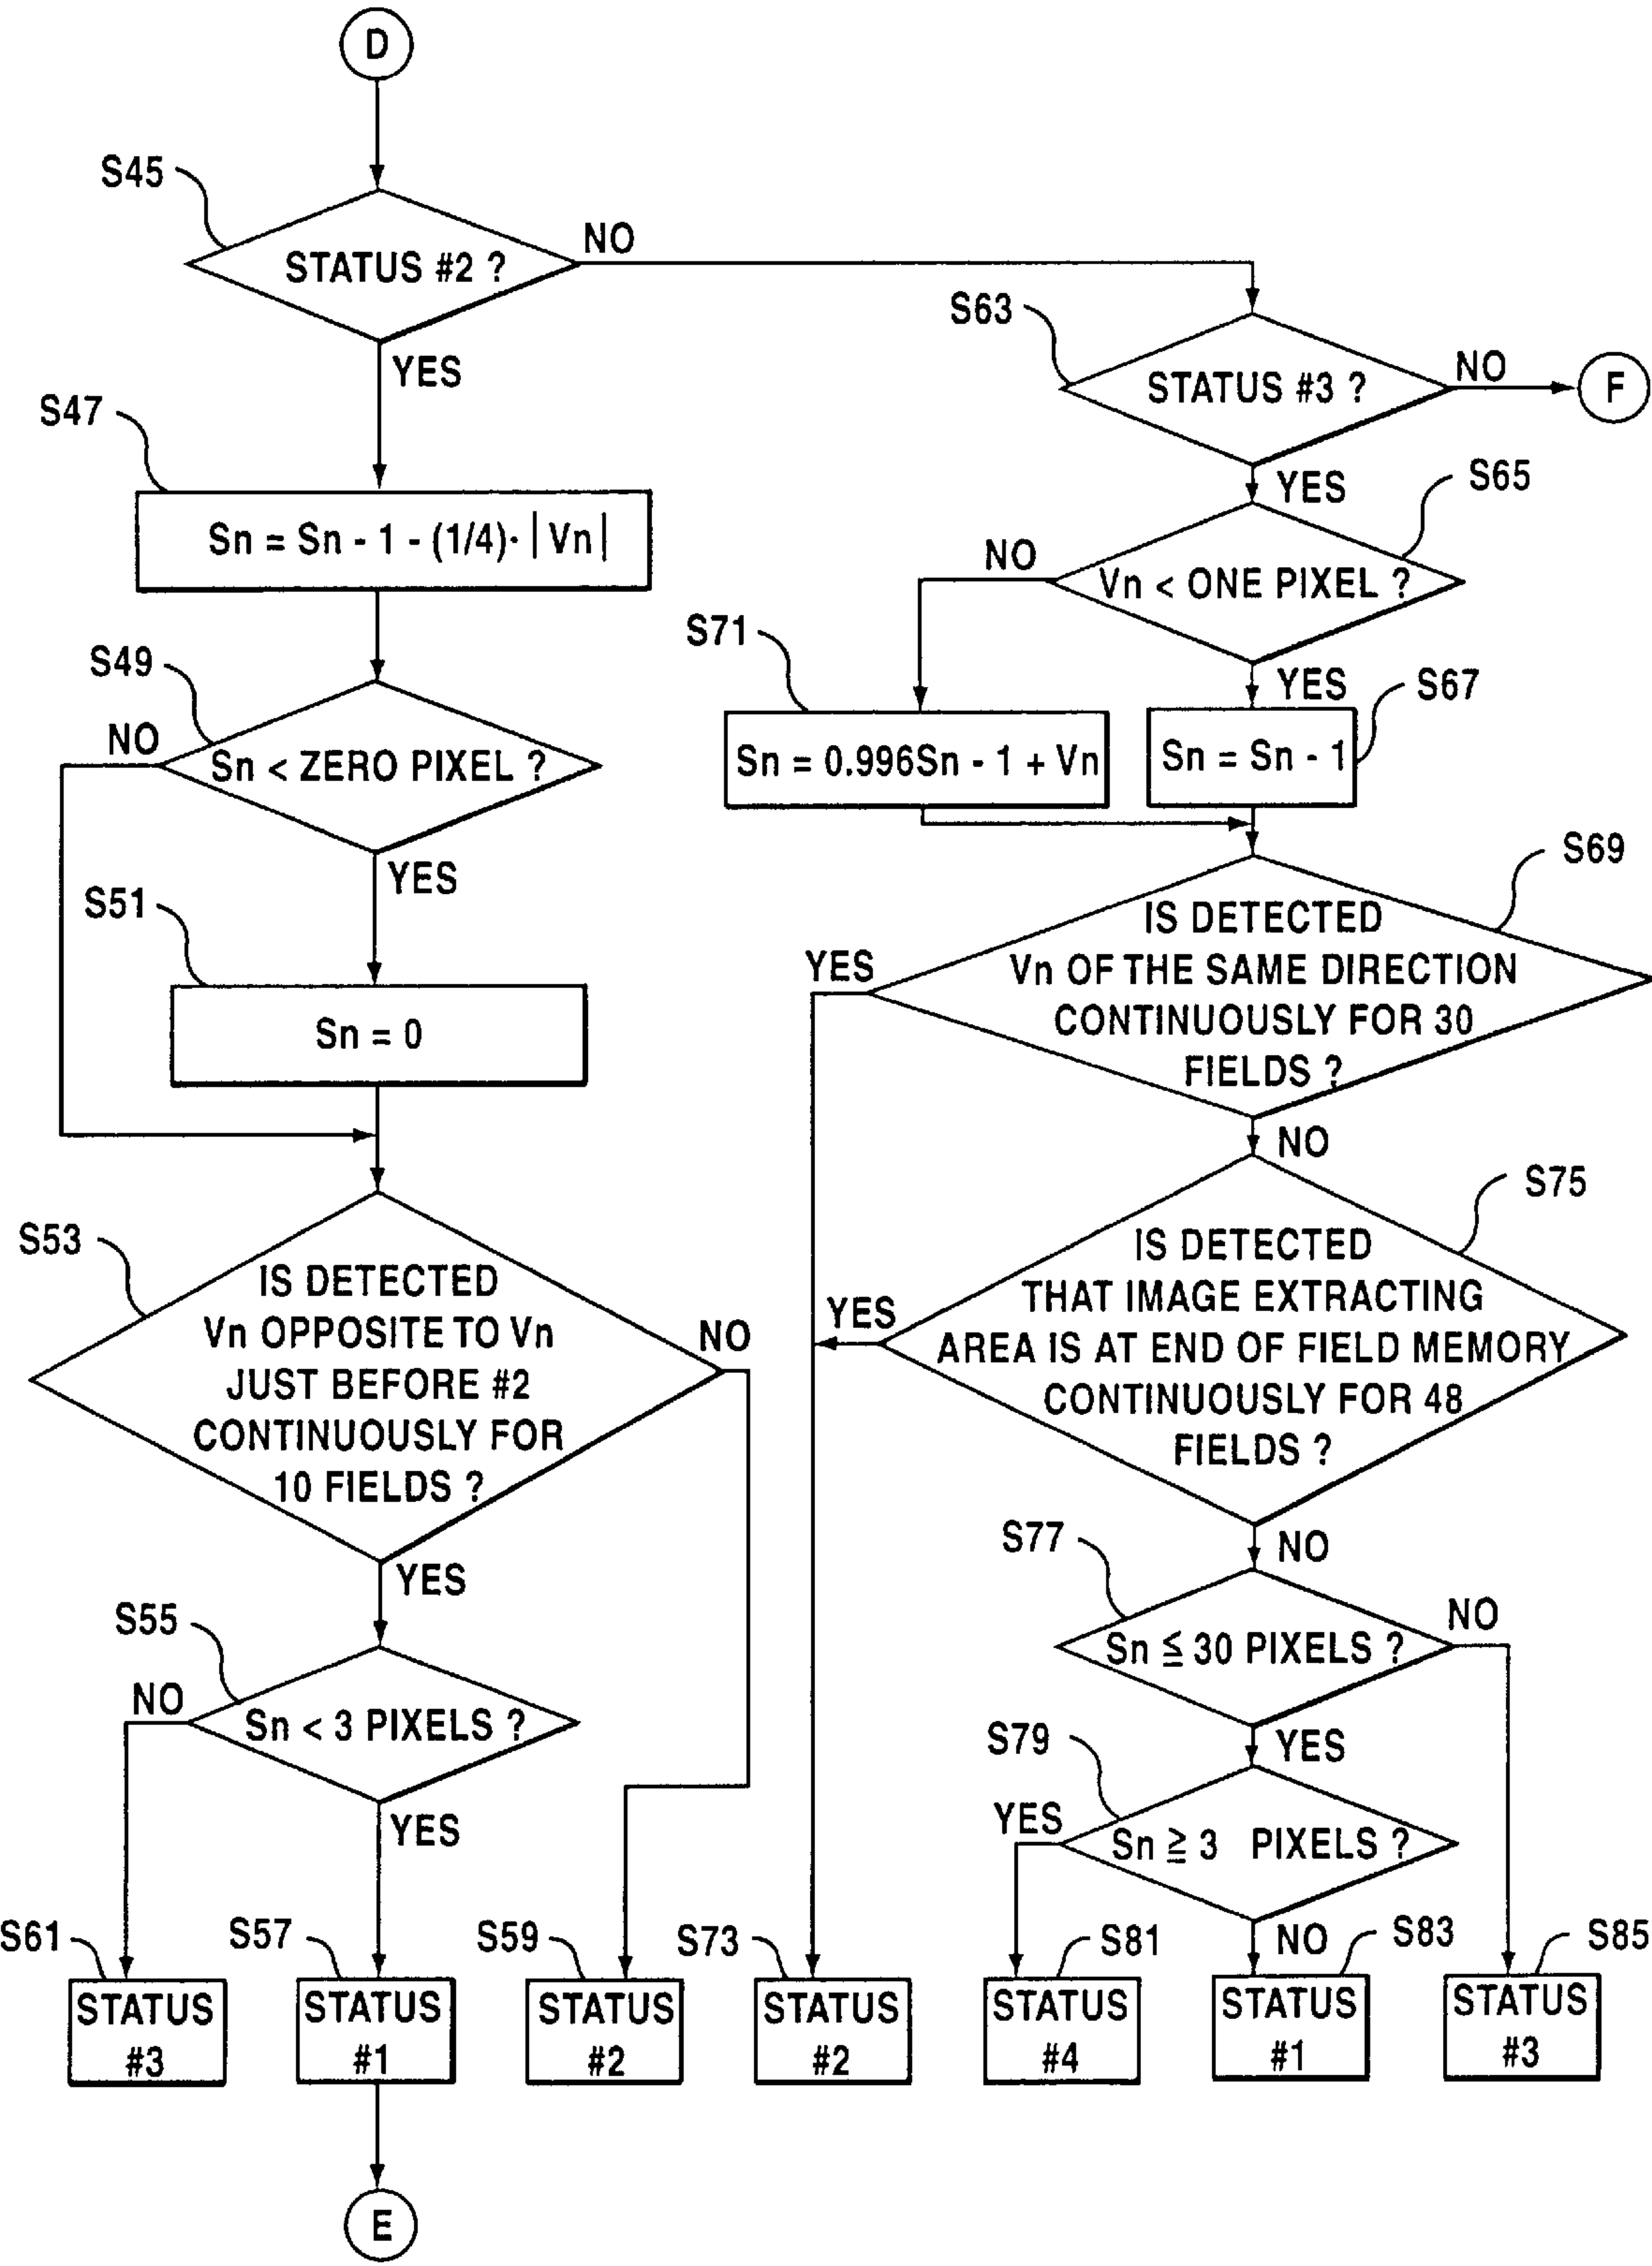 D
S45
STATUS #2 ?
NO
YES
S63
STATUS #3 ?
NO
F
YES
S47
Sn = Sn - 1 - (1/4)· | Vn |
S65
Vn < ONE PIXEL ?
NO
YES
S71
Sn = 0.996Sn - 1 + Vn
S67
Sn = Sn - 1
S49
Sn < ZERO PIXEL ?
NO
YES
S51
Sn = 0
S69
IS DETECTED
Vn OF THE SAME DIRECTION
CONTINUOUSLY FOR 30
FIELDS ?
YES
NO
S53
IS DETECTED
Vn OPPOSITE TO Vn
JUST BEFORE #2
CONTINUOUSLY FOR
10 FIELDS ?
NO
YES
S75
IS DETECTED
THAT IMAGE EXTRACTING
AREA IS AT END OF FIELD MEMORY
CONTINUOUSLY FOR 48
FIELDS ?
YES
NO
S55
Sn < 3 PIXELS ?
NO
YES
S77
Sn ≦ 30 PIXELS ?
NO
YES
S79
Sn ≧ 3 PIXELS ?
YES
NO
S61
STATUS
#3
S57
STATUS
#1
S59
STATUS
#2
S73
STATUS
#2
S81
STATUS
#4
S83
STATUS
#1
S85
STATUS
#3
E